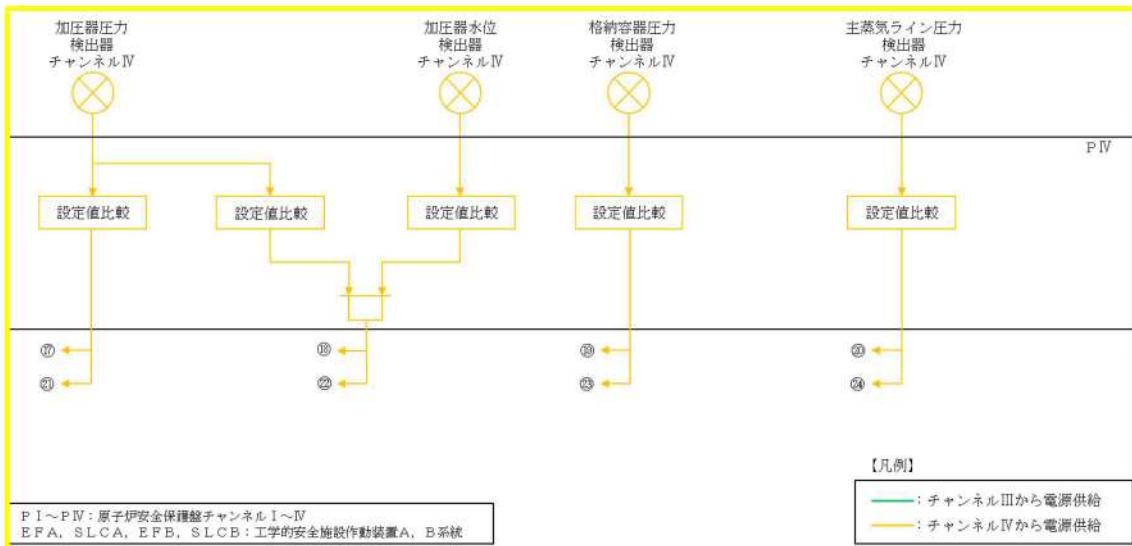 加圧器圧力
検出器
チャンネルⅣ
加圧器水位
検出器
チャンネルⅣ
格納容器圧力
検出器
チャンネルⅣ
主蒸気ライン圧力
検出器
チャンネルⅣ
PⅣ
設定値比較
設定値比較
設定値比較
設定値比較
設定値比較
⑰
⑱
⑲
⑳
㉑
㉒
㉓
㉔
【凡例】
:チャンネルⅢから電源供給
:チャンネルⅣから電源供給
PⅠ~PⅣ:原子炉安全保護盤チャンネルⅠ~Ⅳ
EFA, SLCA, EFB, SLCB:工学的安全施設作動装置A, B系統